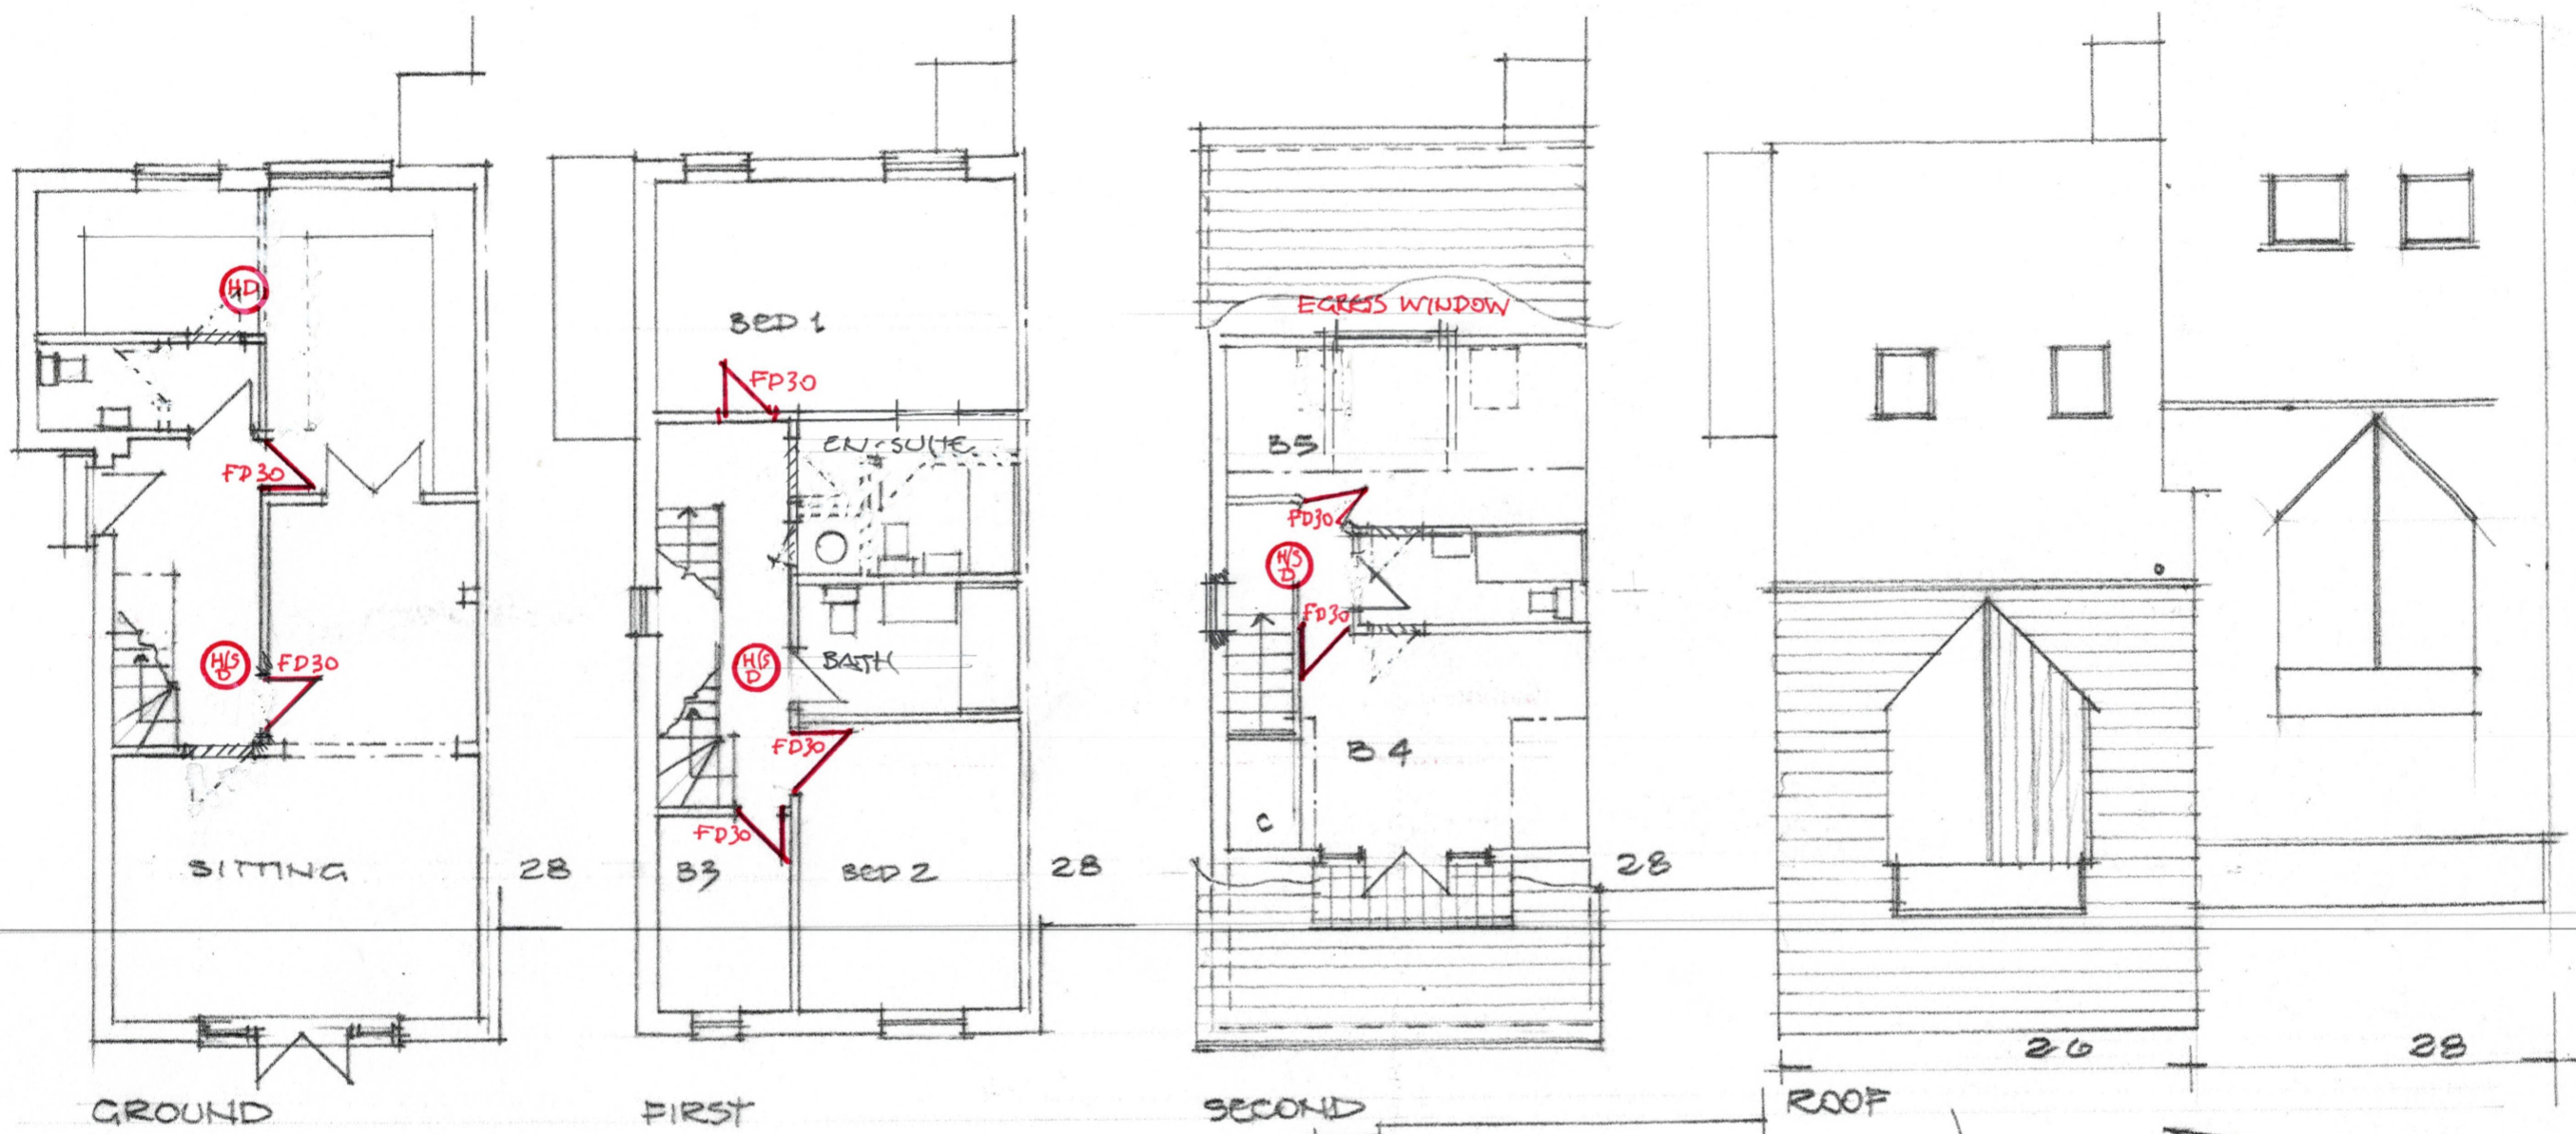 HD
FD30
H/S
D
FD30
SITTING
28
GROUND
BED 1
FD30
EN-SUITE
H/S
D
BATH
FD30
FD30
B3
BED 2
28
FIRST
EGRESS WINDOW
B5
FD30
H/S
D
FD30
B4
C
28
SECOND
26
28
ROOF